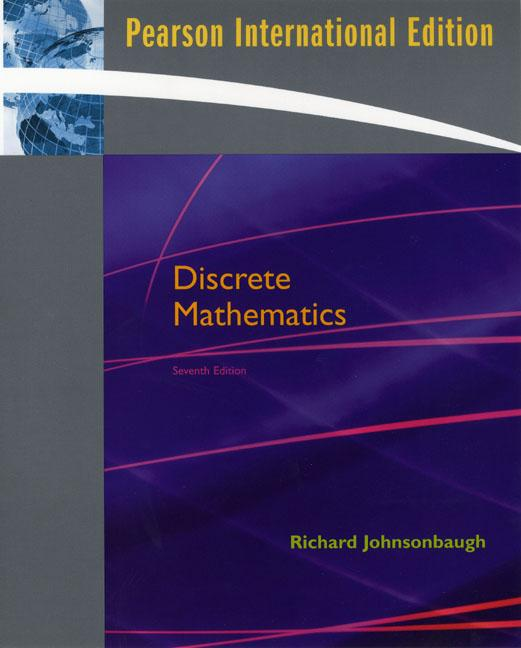 Pearson International Edition
Discrete
Mathematics
Seventh Edition
Richard Johnsonbaugh